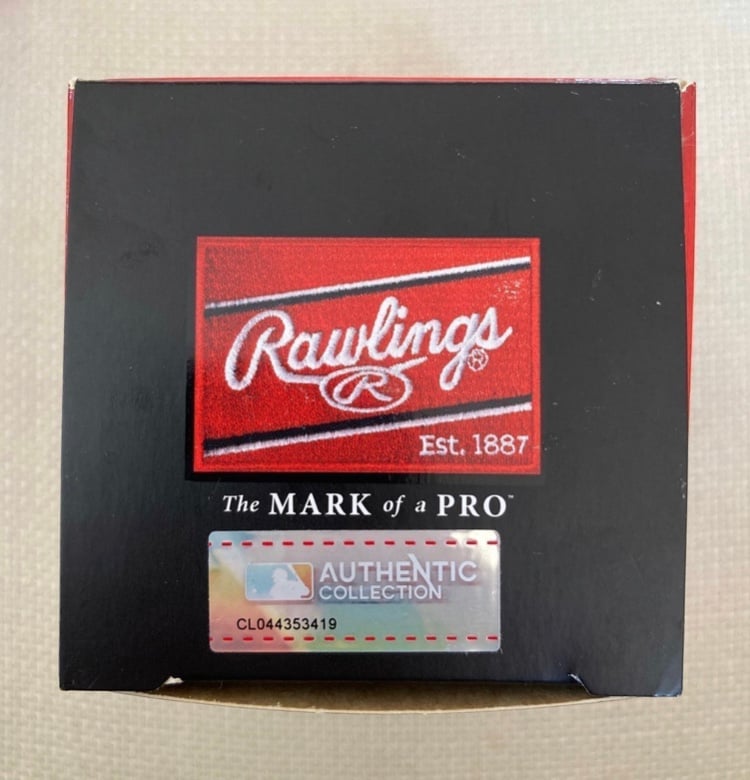 Rawlings®
R
Est. 1887
The MARK of a PRO™
AUTHENTIC
COLLECTION
CL044353419